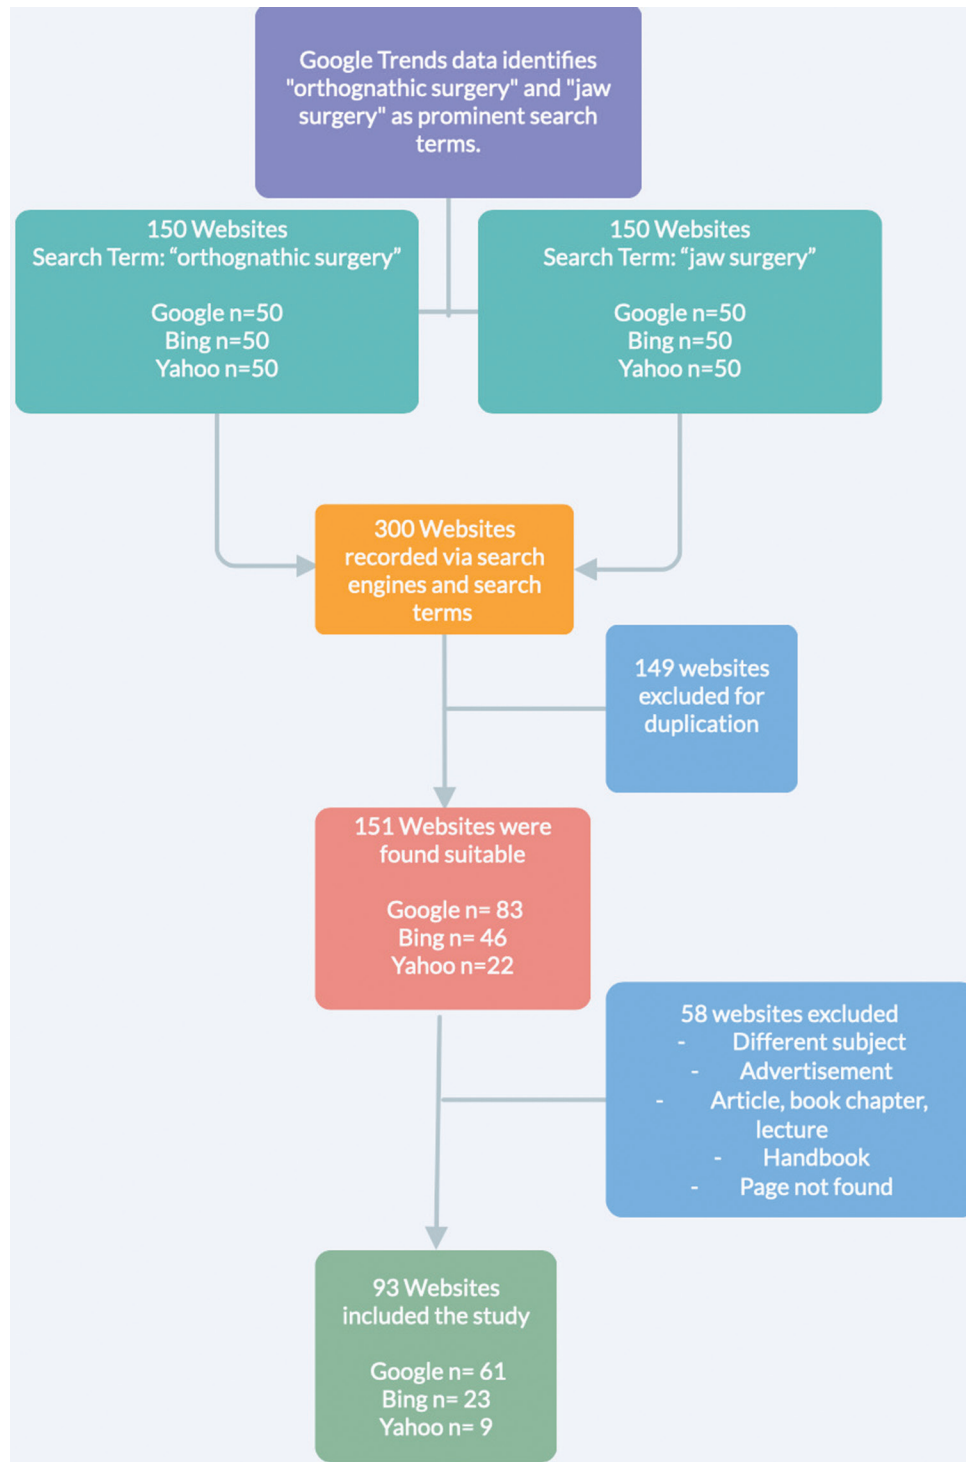 Google Trends data identifies
"orthognathic surgery" and "jaw
surgery" as prominent search
terms.
150 Websites
Search Term: “orthognathic surgery”
Google n=50
Bing n=50
Yahoo n=50
150 Websites
Search Term: “jaw surgery”
Google n=50
Bing n=50
Yahoo n=50
300 Websites
recorded via search
engines and search
terms
149 websites
excluded for
duplication
151 Websites were
found suitable
Google n= 83
Bing n= 46
Yahoo n=22
58 websites excluded
- Different subject
- Advertisement
- Article, book chapter,
lecture
- Handbook
- Page not found
93 Websites
included the study
Google n= 61
Bing n= 23
Yahoo n= 9